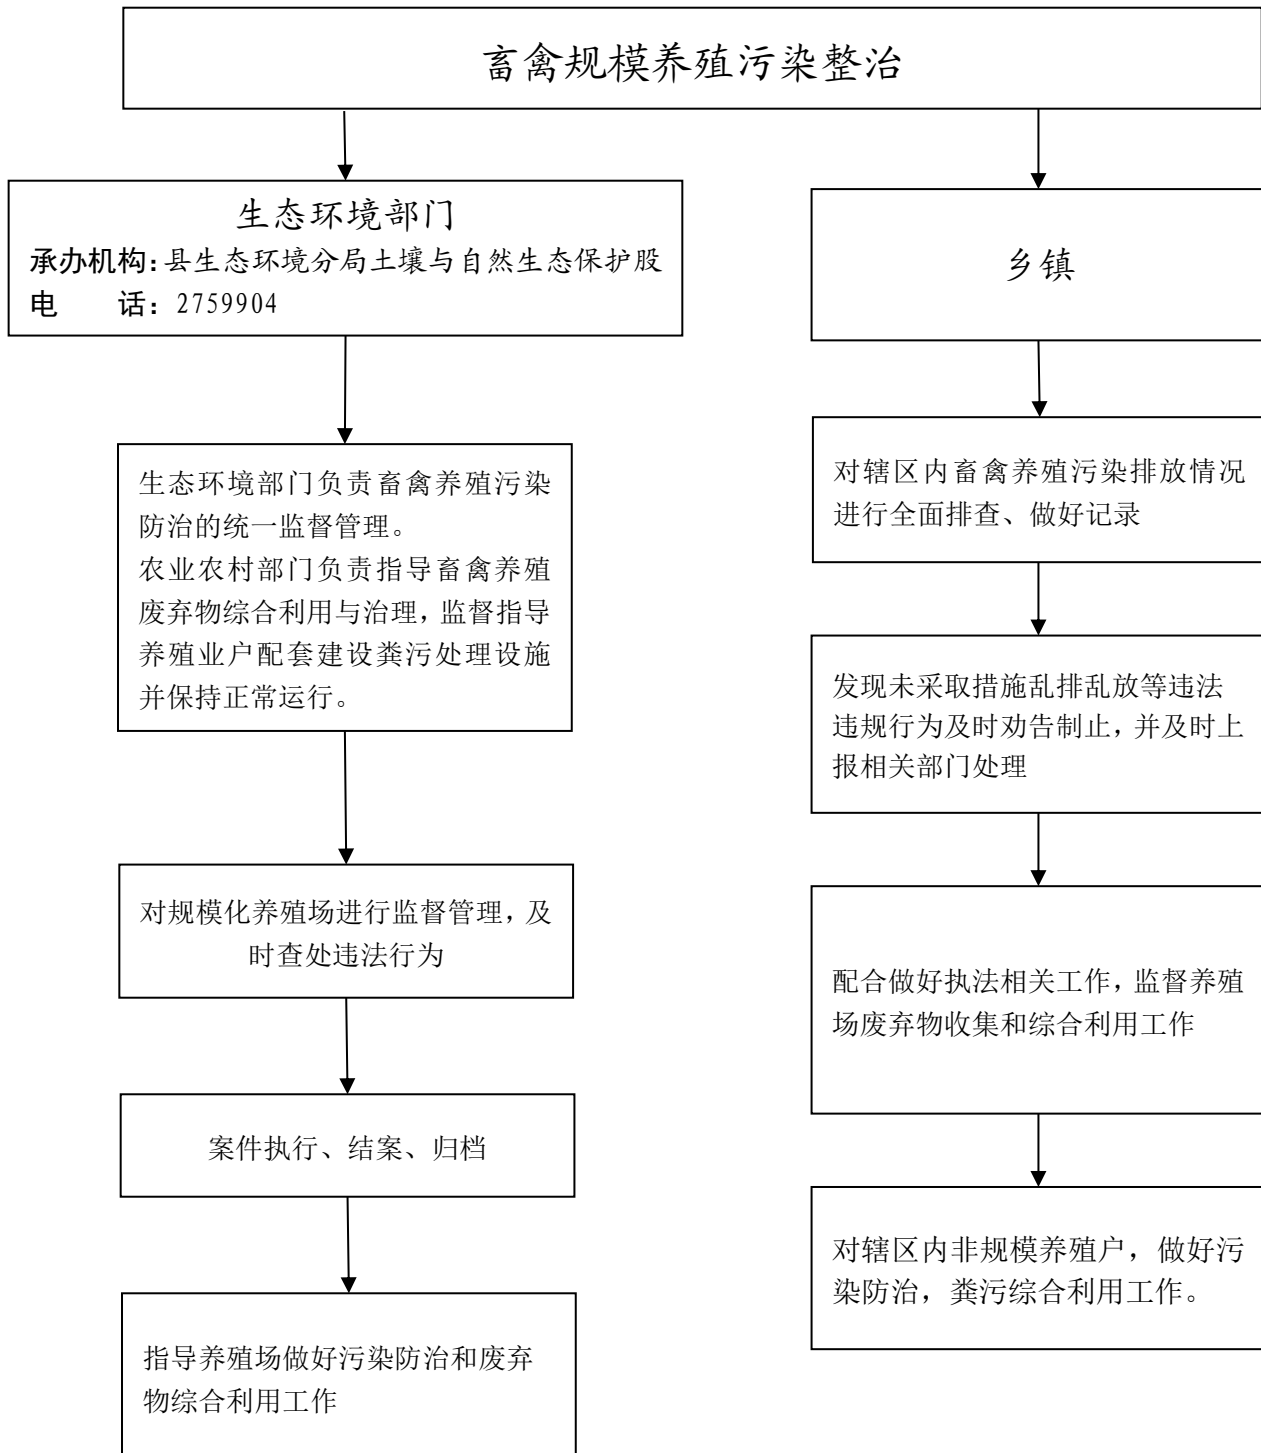 畜禽规模养殖污染整治
生态环境部门
承办机构:县生态环境分局土壤与自然生态保护股
电 话:2759904
生态环境部门负责畜禽养殖污染
防治的统一监督管理。
农业农村部门负责指导畜禽养殖
废弃物综合利用与治理,监督指导
养殖业户配套建设粪污处理设施
并保持正常运行。
对规模化养殖场进行监督管理,及
时查处违法行为
案件执行、结案、归档
指导养殖场做好污染防治和废弃
物综合利用工作
乡镇
对辖区内畜禽养殖污染排放情况
进行全面排查、做好记录
发现未采取措施乱排乱放等违法
违规行为及时劝告制止,并及时上
报相关部门处理
配合做好执法相关工作,监督养殖
场废弃物收集和综合利用工作
对辖区内非规模养殖户,做好污
染防治,粪污综合利用工作。